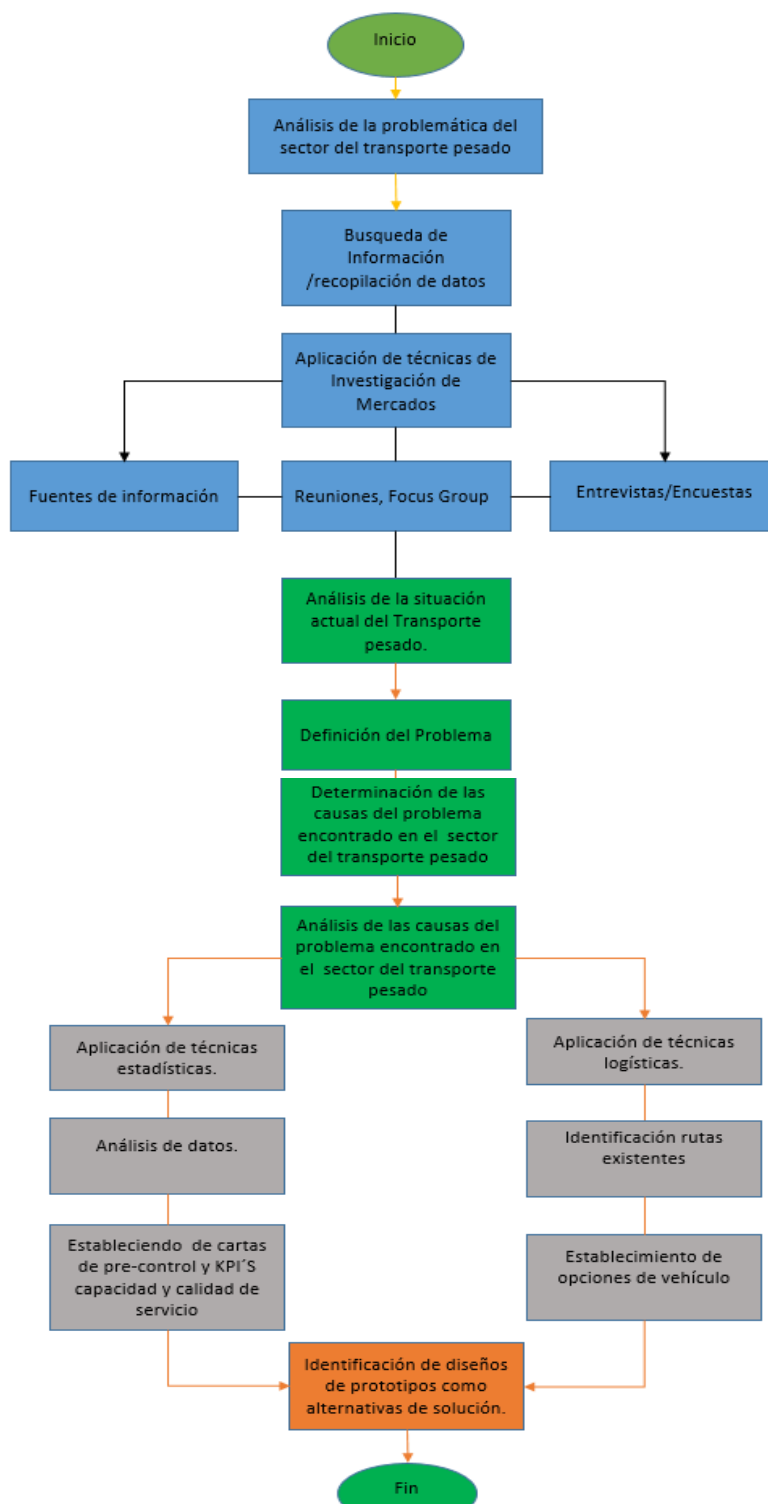 Inicio
Análisis de la problemática del
sector del transporte pesado
Busqueda de
Información
/recopilación de datos
Aplicación de técnicas de
Investigación de
Mercados
Fuentes de información
Reuniones, Focus Group
Entrevistas/Encuestas
Análisis de la situación
actual del Transporte
pesado.
Definición del Problema
Determinación de las
causas del problema
encontrado en el sector
del transporte pesado
Análisis de las causas del
problema encontrado en
el sector del transporte
pesado
Aplicación de técnicas
estadísticas.
Análisis de datos.
Estableciendo de cartas
de pre-control y KPI´S
capacidad y calidad de
servicio
Aplicación de técnicas
logísticas.
Identificación rutas
existentes
Establecimiento de
opciones de vehículo
Identificación de diseños
de prototipos como
alternativas de solución.
Fin